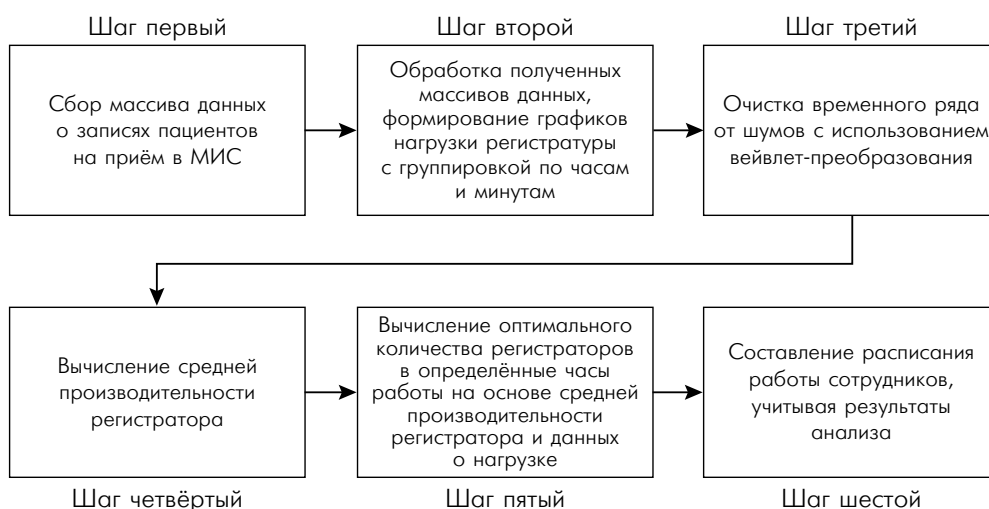 Шаг первый
Сбор массива данных
о записях пациентов
на приём в МИС
Шаг второй
Обработка полученных
массивов данных,
формирование графиков
нагрузки регистратуры
с группировкой по часам
и минутам
Шаг третий
Очистка временного ряда
от шумов с использованием
вейвлет-преобразования
Вычисление средней
производительности
регистратора
Шаг четвёртый
Вычисление оптимального
количества регистраторов
в определённые часы
работы на основе средней
производительности
регистратора и данных
о нагрузке
Шаг пятый
Составление расписания
работы сотрудников,
учитывая результаты
анализа
Шаг шестой